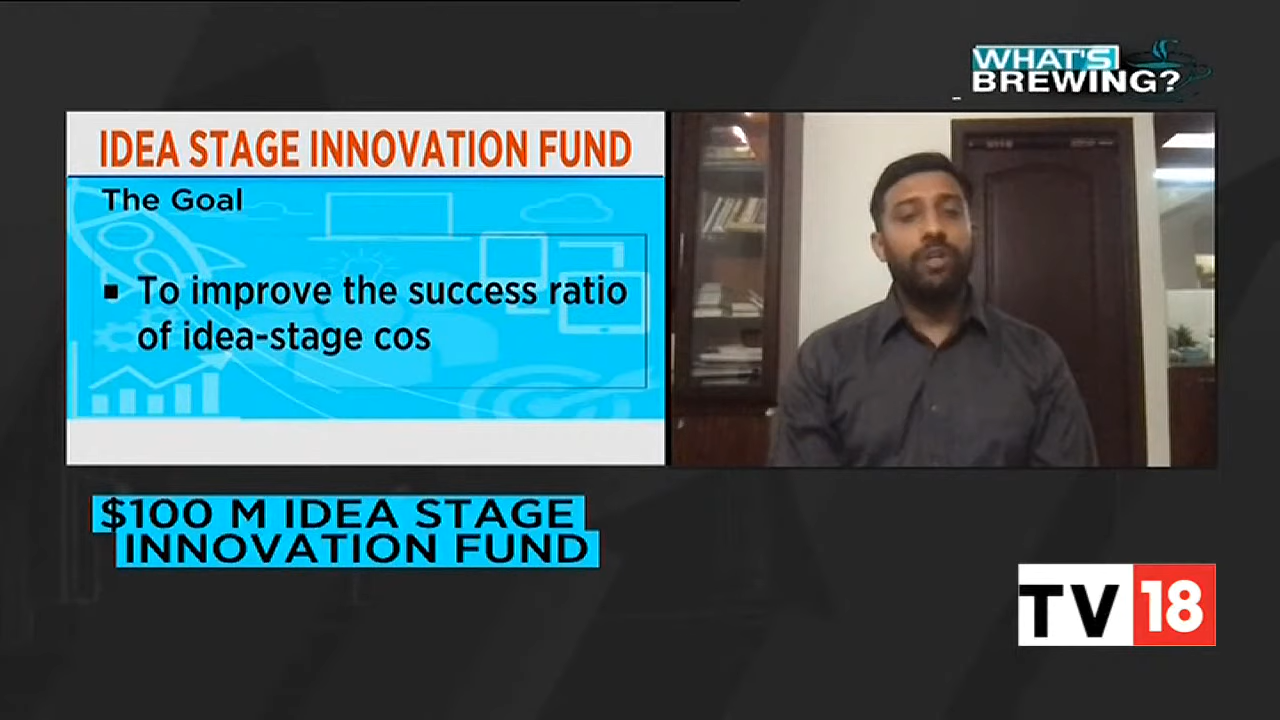 WHAT'S
BREWING?
IDEA STAGE INNOVATION FUND
The Goal
▪ To improve the success ratio
of idea-stage cos
$100 M IDEA STAGE
INNOVATION FUND
TV18